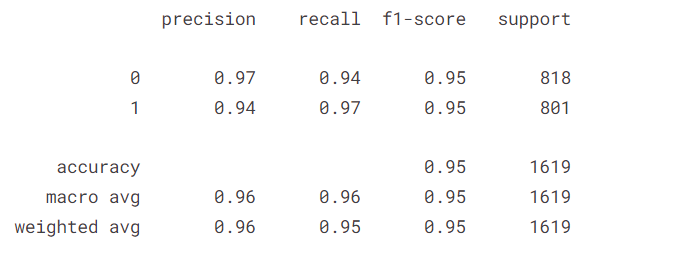 precision recall f1-score support
0 0.97 0.94 0.95 818
1 0.94 0.97 0.95 801
accuracy 0.95 1619
macro avg 0.96 0.96 0.95 1619
weighted avg 0.96 0.95 0.95 1619